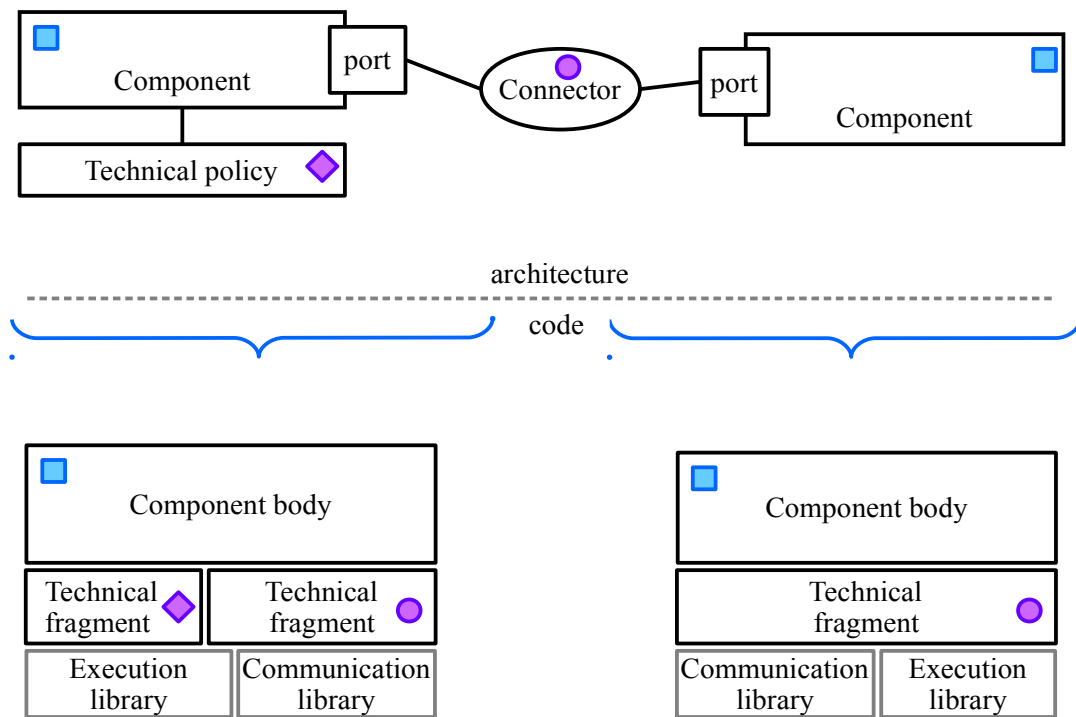 port
Component
Connector
port
Component
Technical policy
architecture
code
Component body
Technical
fragment
Technical
fragment
Execution
library
Communication
library
Component body
Technical
fragment
Communication
library
Execution
library